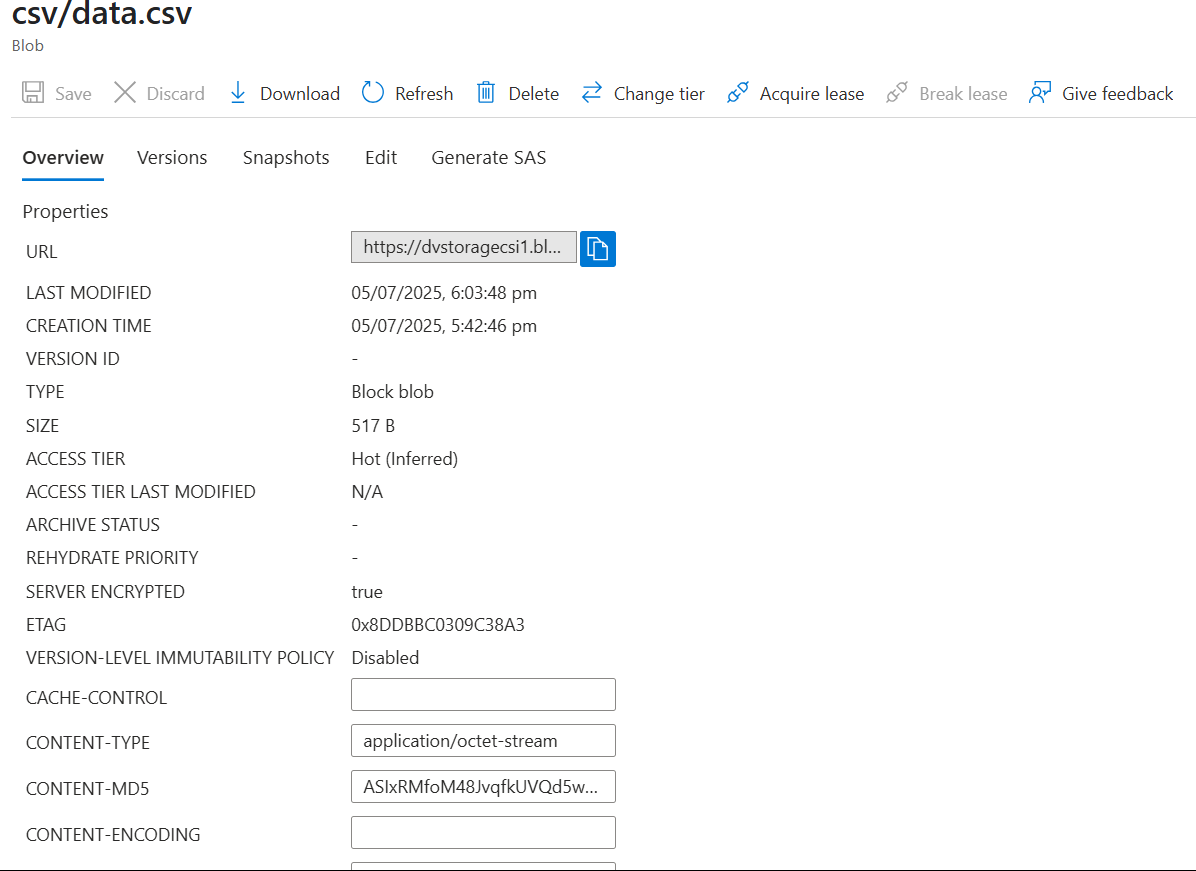 csv/data.csv
Blob
Save Discard Download Refresh Delete Change tier Acquire lease Break lease Give feedback
Overview Versions Snapshots Edit Generate SAS
Properties
URL https://dvstoragecsi1.bl...
LAST MODIFIED 05/07/2025, 6:03:48 pm
CREATION TIME 05/07/2025, 5:42:46 pm
VERSION ID -
TYPE Block blob
SIZE 517 B
ACCESS TIER Hot (Inferred)
ACCESS TIER LAST MODIFIED N/A
ARCHIVE STATUS -
REHYDRATE PRIORITY -
SERVER ENCRYPTED true
ETAG 0x8DDBBC0309C38A3
VERSION-LEVEL IMMUTABILITY POLICY Disabled
CACHE-CONTROL
CONTENT-TYPE application/octet-stream
CONTENT-MD5 ASIxRMfoM48JvqfkUVQd5w...
CONTENT-ENCODING